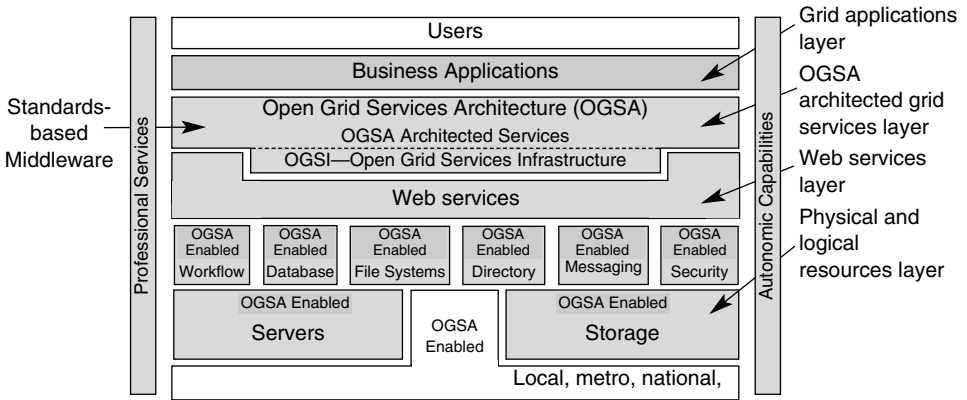 Users
Business Applications
Open Grid Services Architecture (OGSA)
OGSA Architected Services
OGSI—Open Grid Services Infrastructure
Web services
OGSA
Enabled
Workflow
OGSA
Enabled
Database
OGSA
Enabled
File Systems
OGSA
Enabled
Directory
OGSA
Enabled
Messaging
OGSA
Enabled
Security
OGSA Enabled
Servers
OGSA
Enabled
OGSA Enabled
Storage
Local, metro, national,
Professional Services
Autonomic Capabilities
Standards-
based
Middleware
Grid applications
layer
OGSA
architected grid
services layer
Web services
layer
Physical and
logical
resources layer